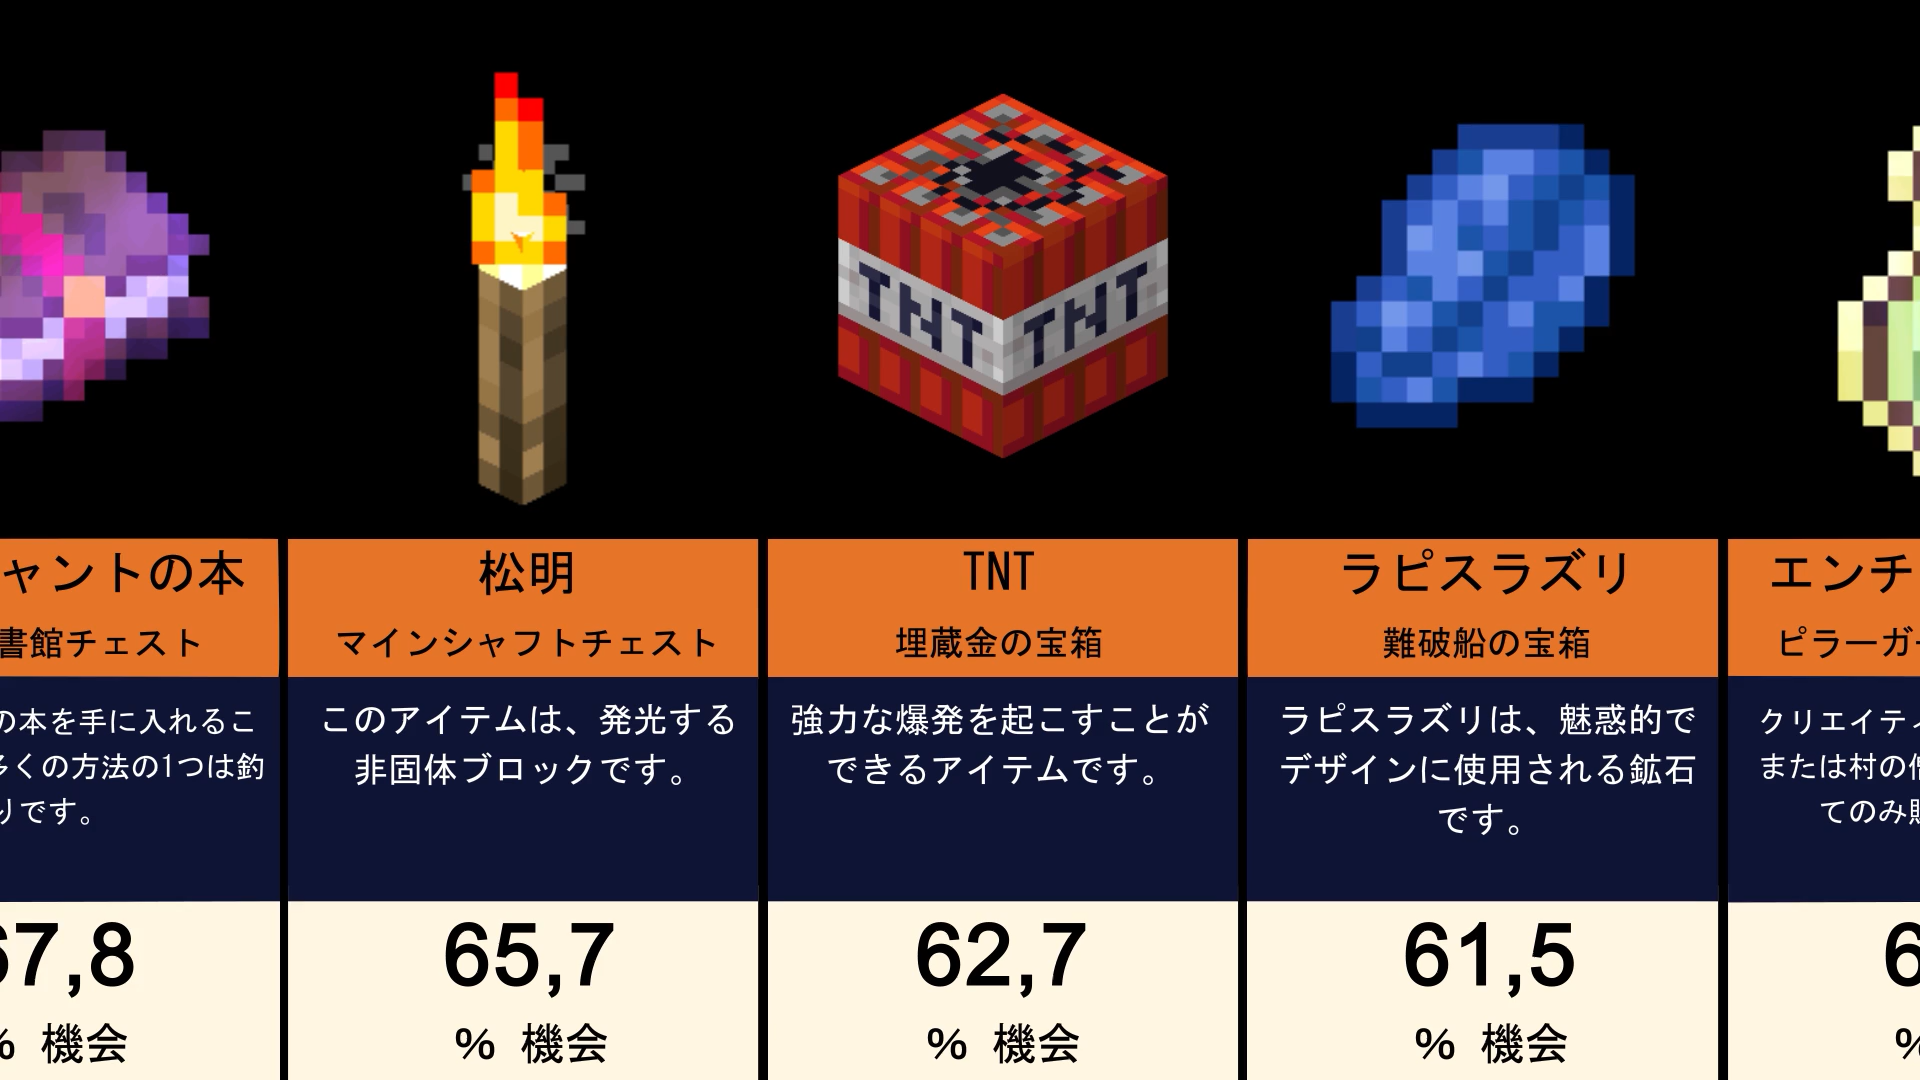 ャントの本
書館チェスト
の本を手に入れるこ
多くの方法の1つは釣
りです。
67,8
% 機会
松明
マインシャフトチェスト
このアイテムは、発光する
非固体ブロックです。
65,7
% 機会
TNT
TNT
TNT
埋蔵金の宝箱
強力な爆発を起こすことが
できるアイテムです。
62,7
% 機会
ラピスラズリ
難破船の宝箱
ラピスラズリは、魅惑的で
デザインに使用される鉱石
です。
61,5
% 機会
エンチ
ピラーガ
クリエイティ
または村の僧
てのみ
6
%